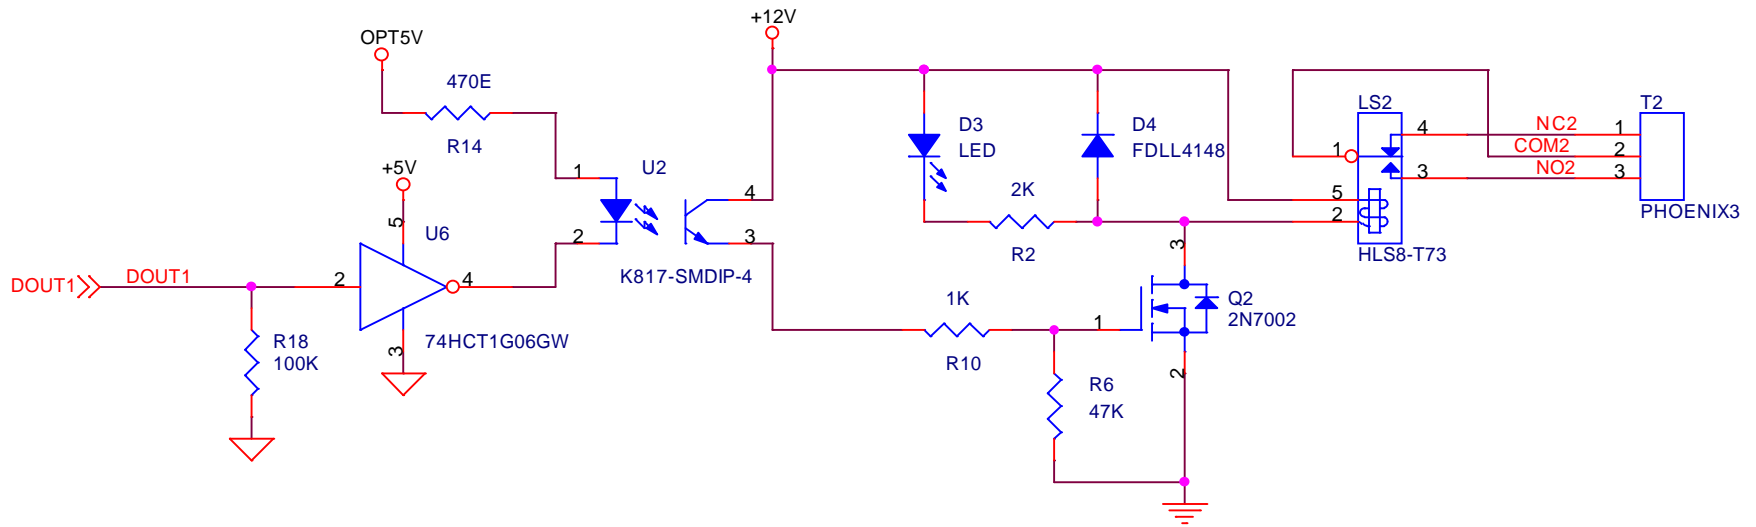 +12V
OPT5V
470E
R14
+5V
5
U6
DOUT1
DOUT1
2
4
3
74HCT1G06GW
R18
100K
1
2
U2
4
3
K817-SMDIP-4
D3
LED
D4
FDLL4148
2K
R2
1K
R10
1
3
2
Q2
2N7002
R6
47K
LS2
1
4
3
5
2
HLS8-T73
NC2
COM2
NO2
T2
1
2
3
PHOENIX3